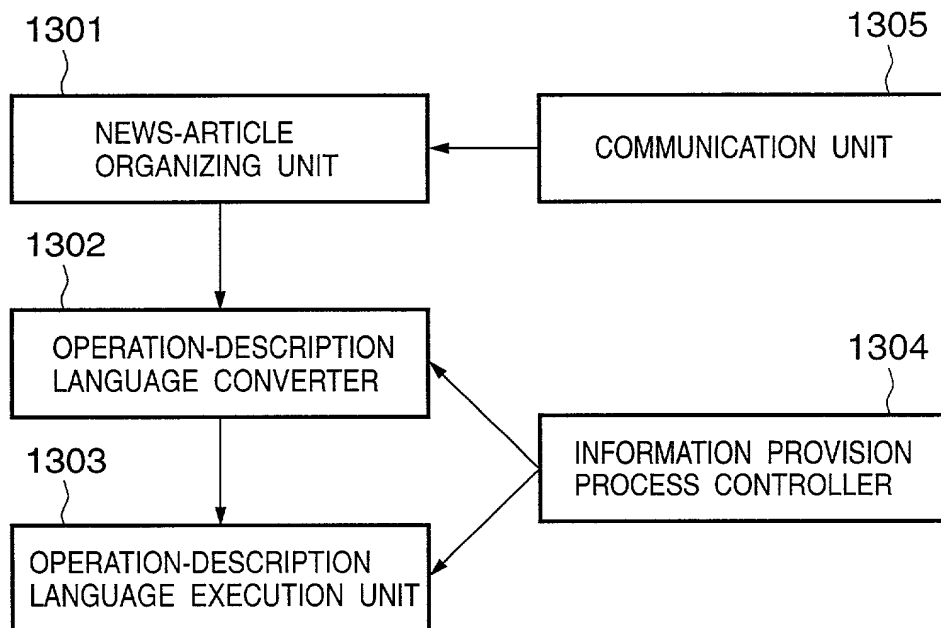 1301
NEWS-ARTICLE
ORGANIZING UNIT
1305
COMMUNICATION UNIT
1302
OPERATION-DESCRIPTION
LANGUAGE CONVERTER
1304
INFORMATION PROVISION
PROCESS CONTROLLER
1303
OPERATION-DESCRIPTION
LANGUAGE EXECUTION UNIT